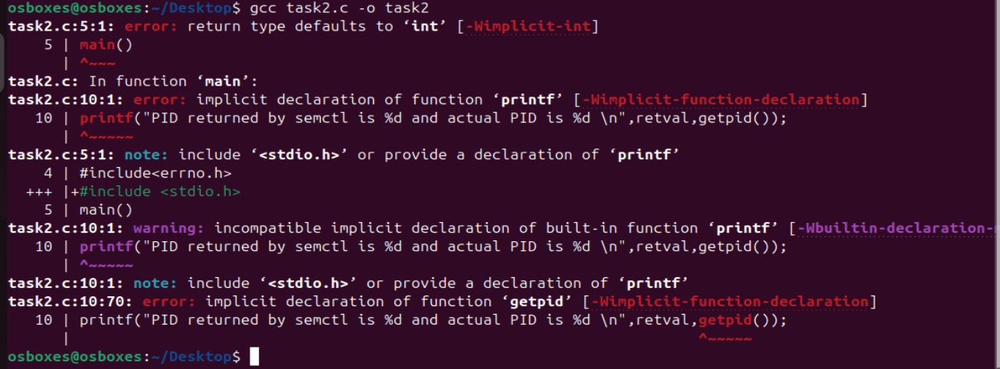 osboxes@osboxes:~/Desktop$ gcc task2.c -o task2
task2.c:5:1: error: return type defaults to ‘int’ [-Wimplicit-int]
    5 | main()
      | ^~~~
task2.c: In function ‘main’:
task2.c:10:1: error: implicit declaration of function ‘printf’ [-Wimplicit-function-declaration]
   10 | printf("PID returned by semctl is %d and actual PID is %d \n",retval,getpid());
      | ^~~~~~
task2.c:5:1: note: include ‘<stdio.h>’ or provide a declaration of ‘printf’
    4 | #include<errno.h>
  +++ |+#include <stdio.h>
    5 | main()
task2.c:10:1: warning: incompatible implicit declaration of built-in function ‘printf’ [-Wbuiltin-declaration-
   10 | printf("PID returned by semctl is %d and actual PID is %d \n",retval,getpid());
      | ^~~~~~
task2.c:10:1: note: include ‘<stdio.h>’ or provide a declaration of ‘printf’
task2.c:10:70: error: implicit declaration of function ‘getpid’ [-Wimplicit-function-declaration]
   10 | printf("PID returned by semctl is %d and actual PID is %d \n",retval,getpid());
      |                                                                      ^~~~~~
osboxes@osboxes:~/Desktop$